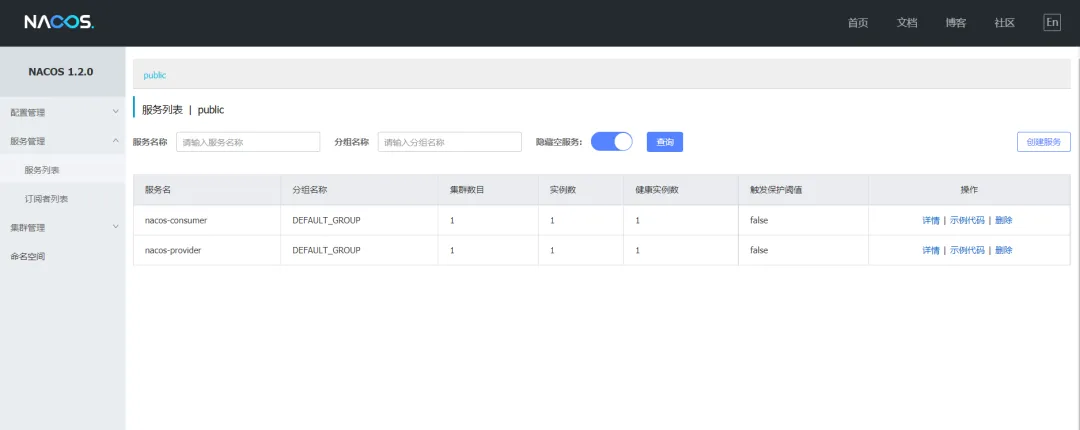 NACOS.
首页 文档 博客 社区 En
NACOS 1.2.0
配置管理
服务管理
服务列表
订阅者列表
集群管理
命名空间
public
服务列表 | public
服务名称 请输入服务名称 分组名称 请输入分组名称 隐藏空服务: 查询 创建服务
服务名 分组名称 集群数目 实例数 健康实例数 触发保护阈值 操作
nacos-consumer DEFAULT_GROUP 1 1 1 false 详情 | 示例代码 | 删除
nacos-provider DEFAULT_GROUP 1 1 1 false 详情 | 示例代码 | 删除